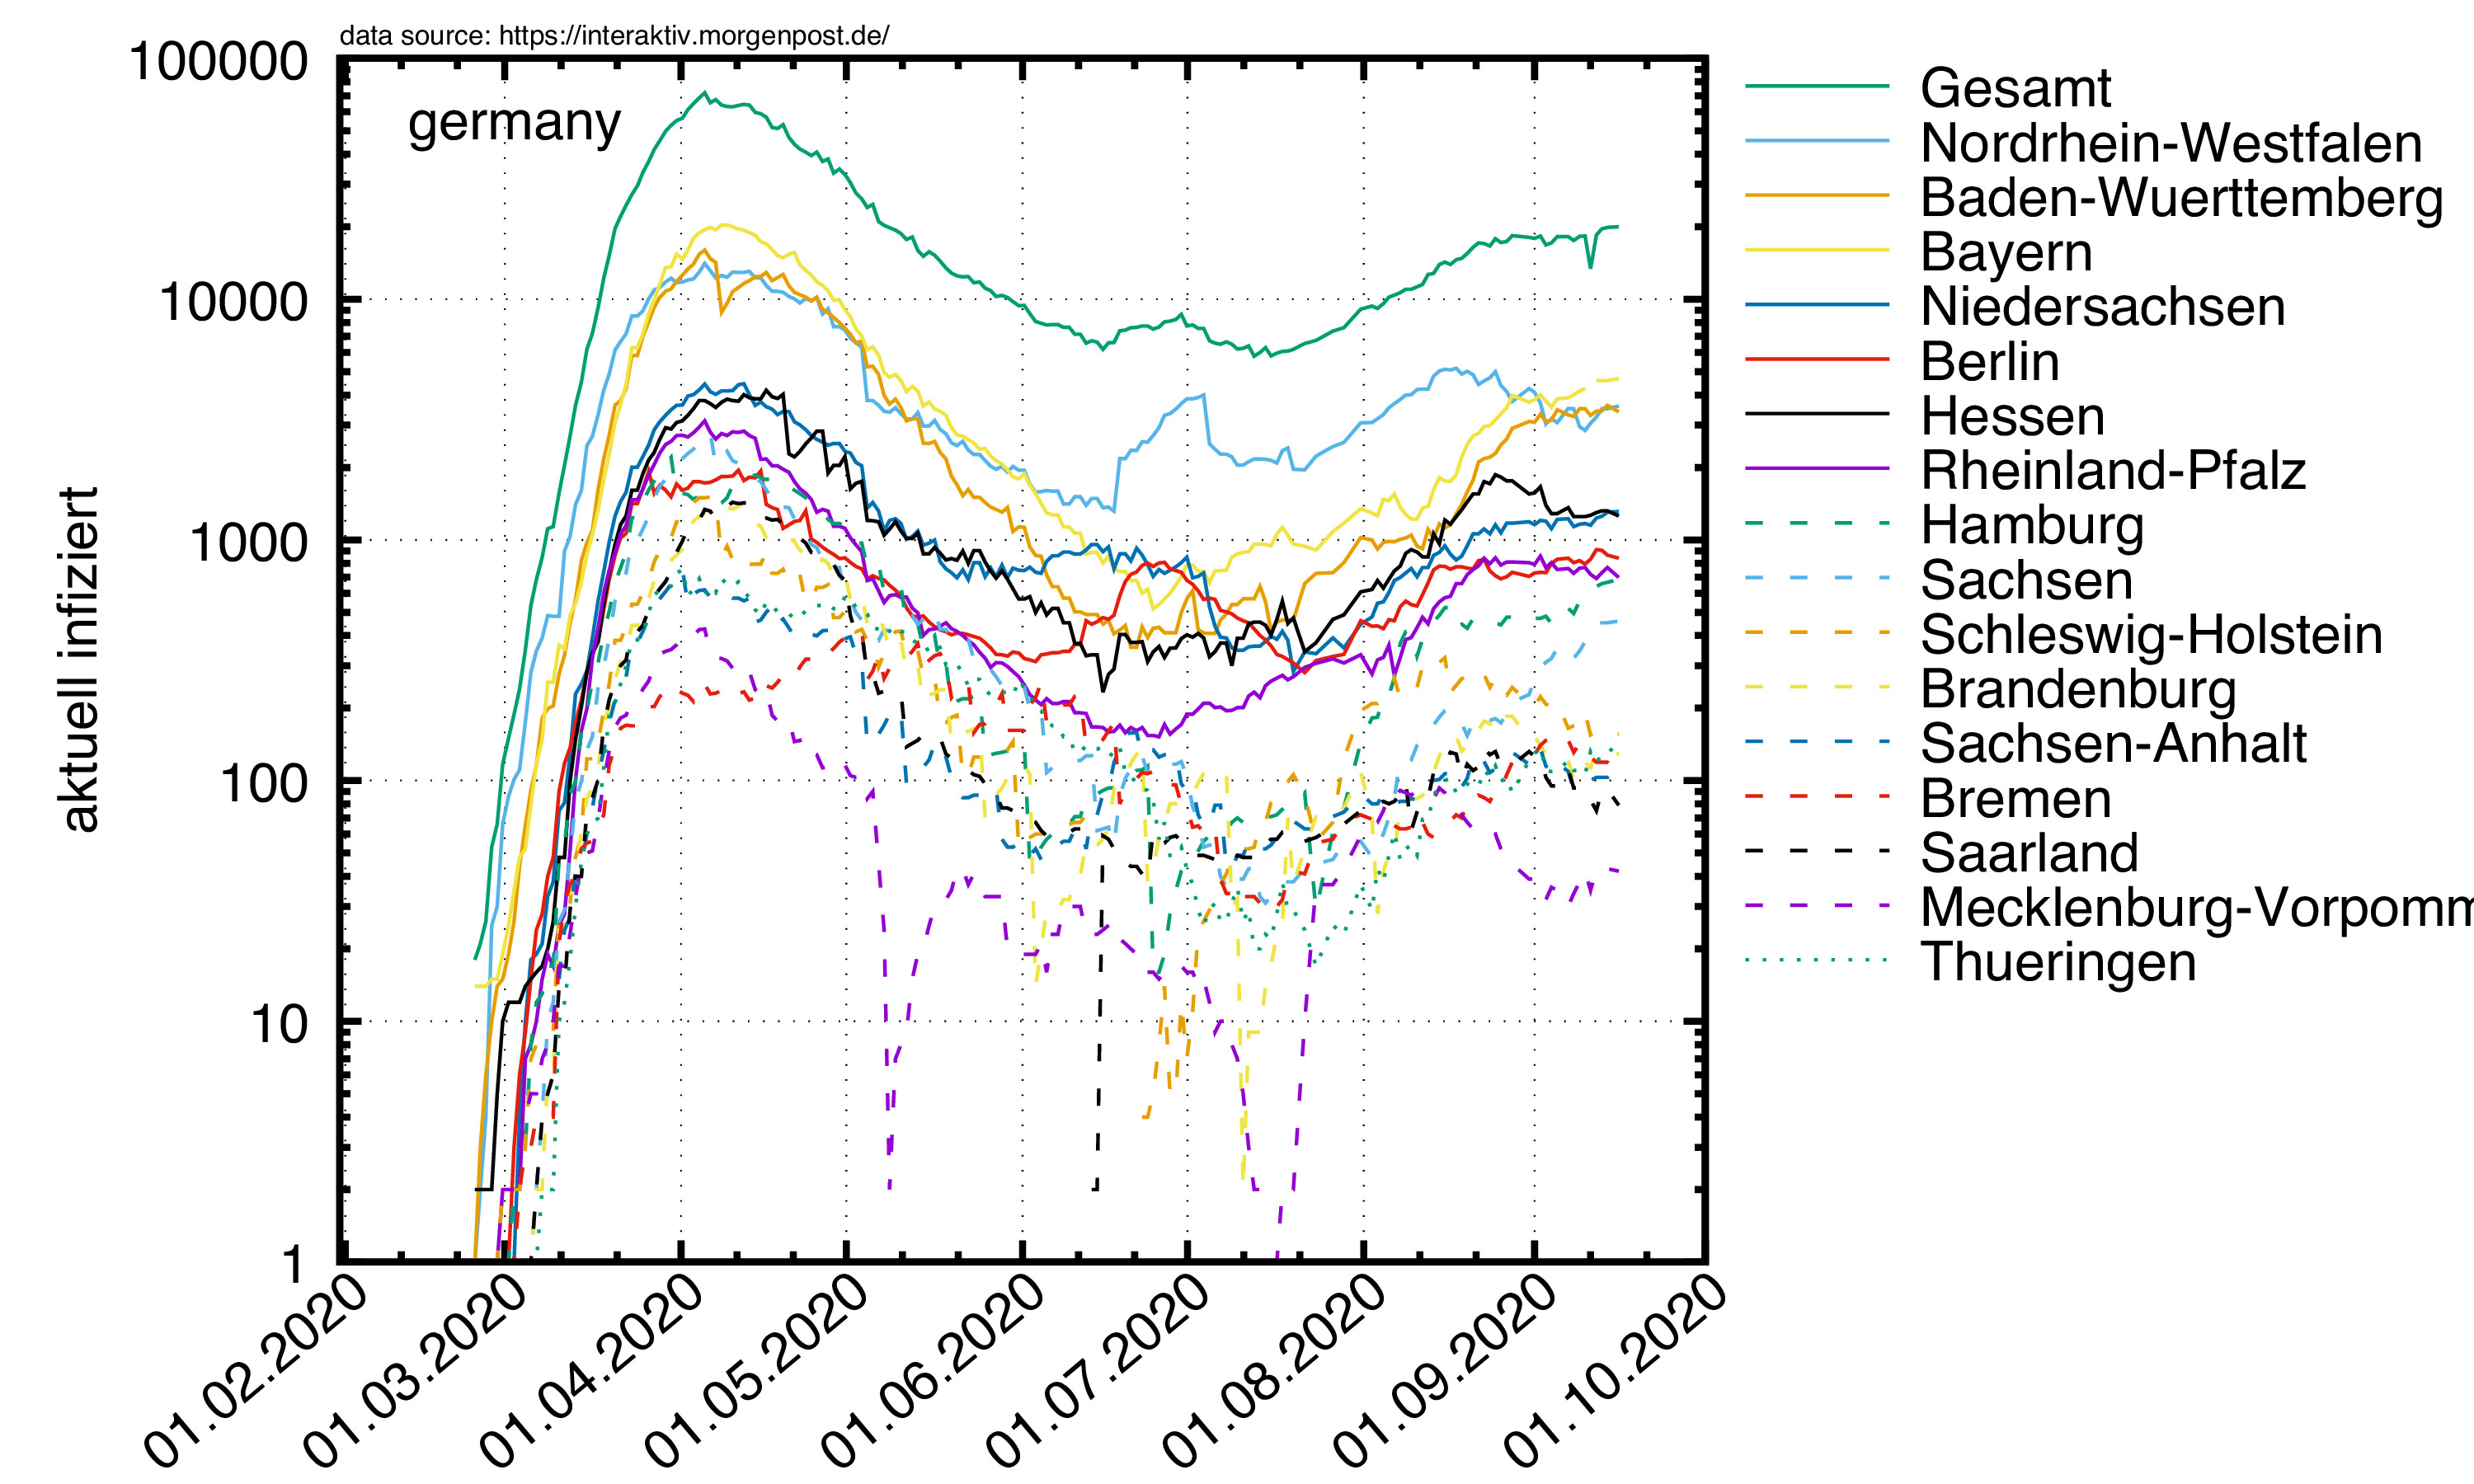 data source: https://interaktiv.morgenpost.de/
100000
10000
1000
100
10
1
aktuell infiziert
germany
01.02.2020
01.03.2020
01.04.2020
01.05.2020
01.06.2020
01.07.2020
01.08.2020
01.09.2020
01.10.2020
Gesamt
Nordrhein-Westfalen
Baden-Wuerttemberg
Bayern
Niedersachsen
Berlin
Hessen
Rheinland-Pfalz
Hamburg
Sachsen
Schleswig-Holstein
Brandenburg
Sachsen-Anhalt
Bremen
Saarland
Mecklenburg-Vorpomm
Thueringen